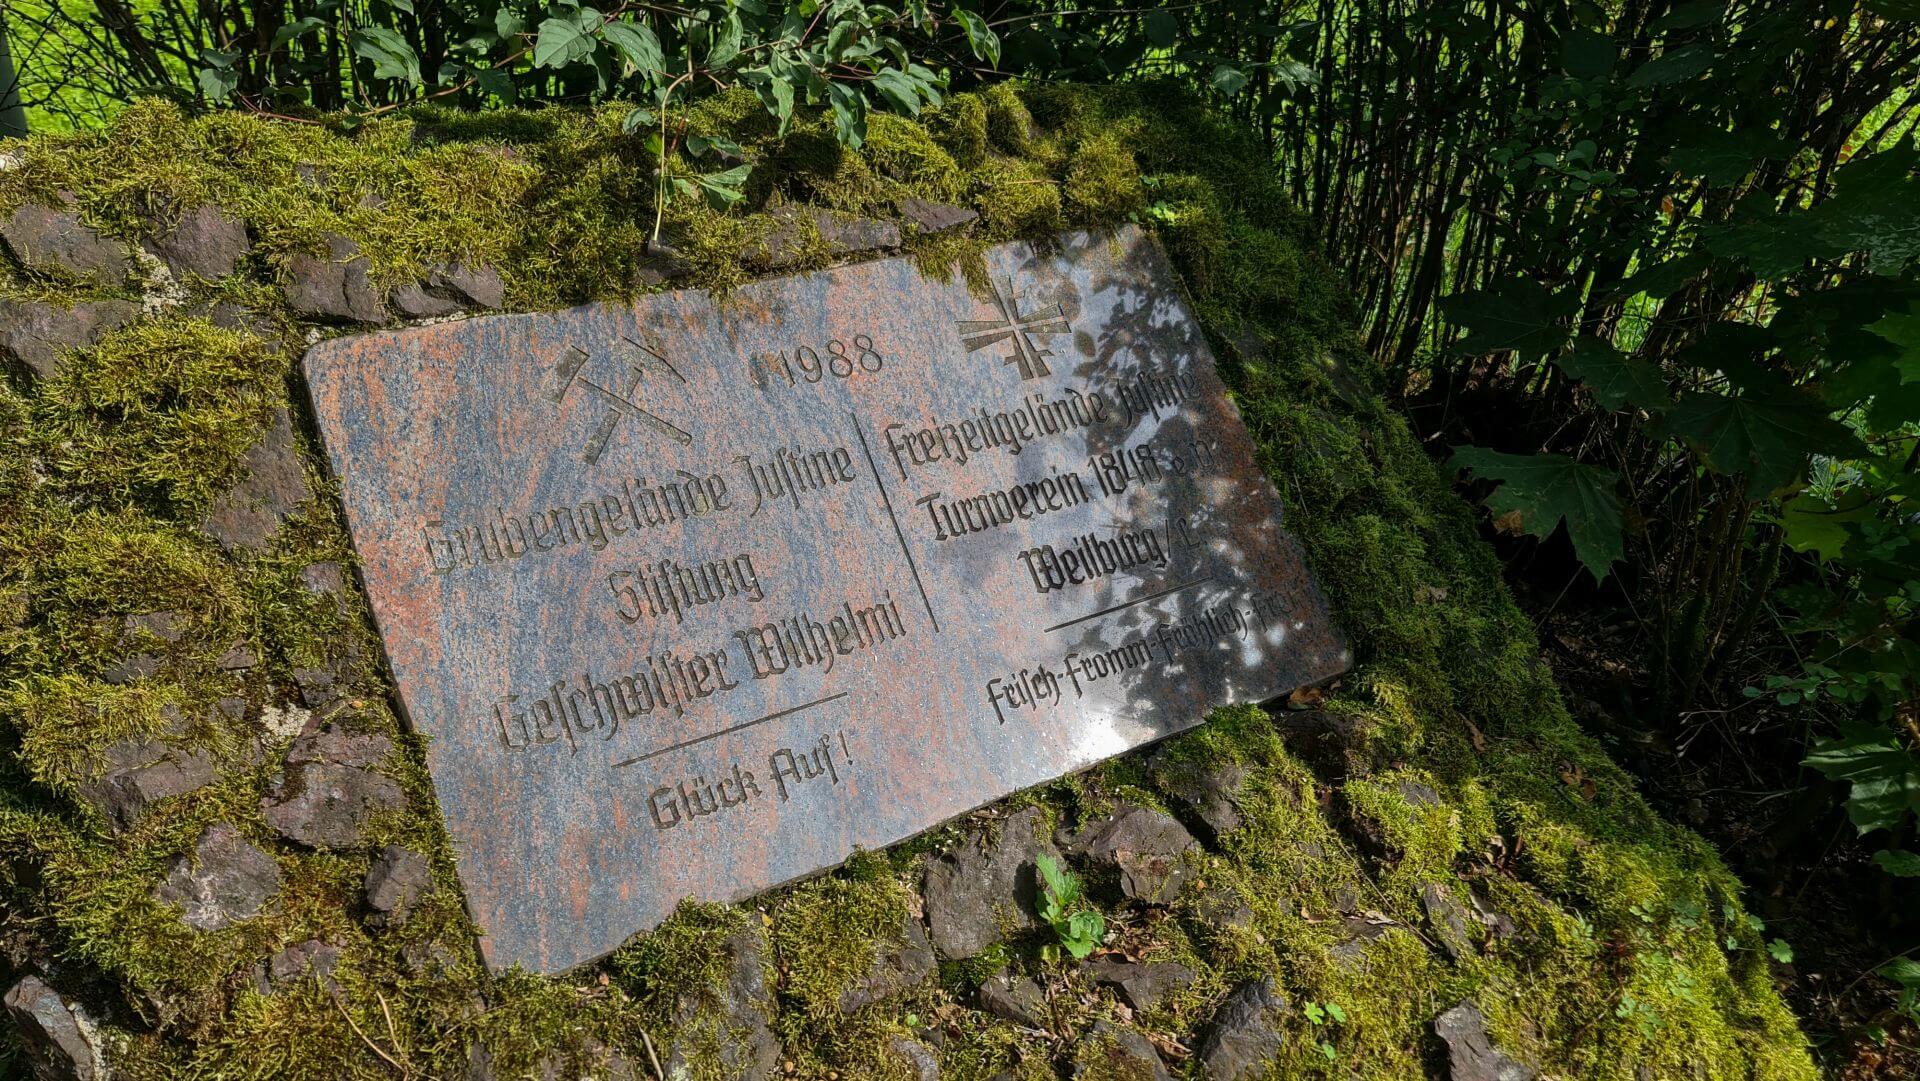 1988
Grubengelände Justine
Stiftung
Geschwister Wilhelmi
Glück Auf!
Freizeitgelände Justine
Turnverein 1848 e.V.
Weilburg/L.
Frisch-Fromm-Fröhlich-Frei